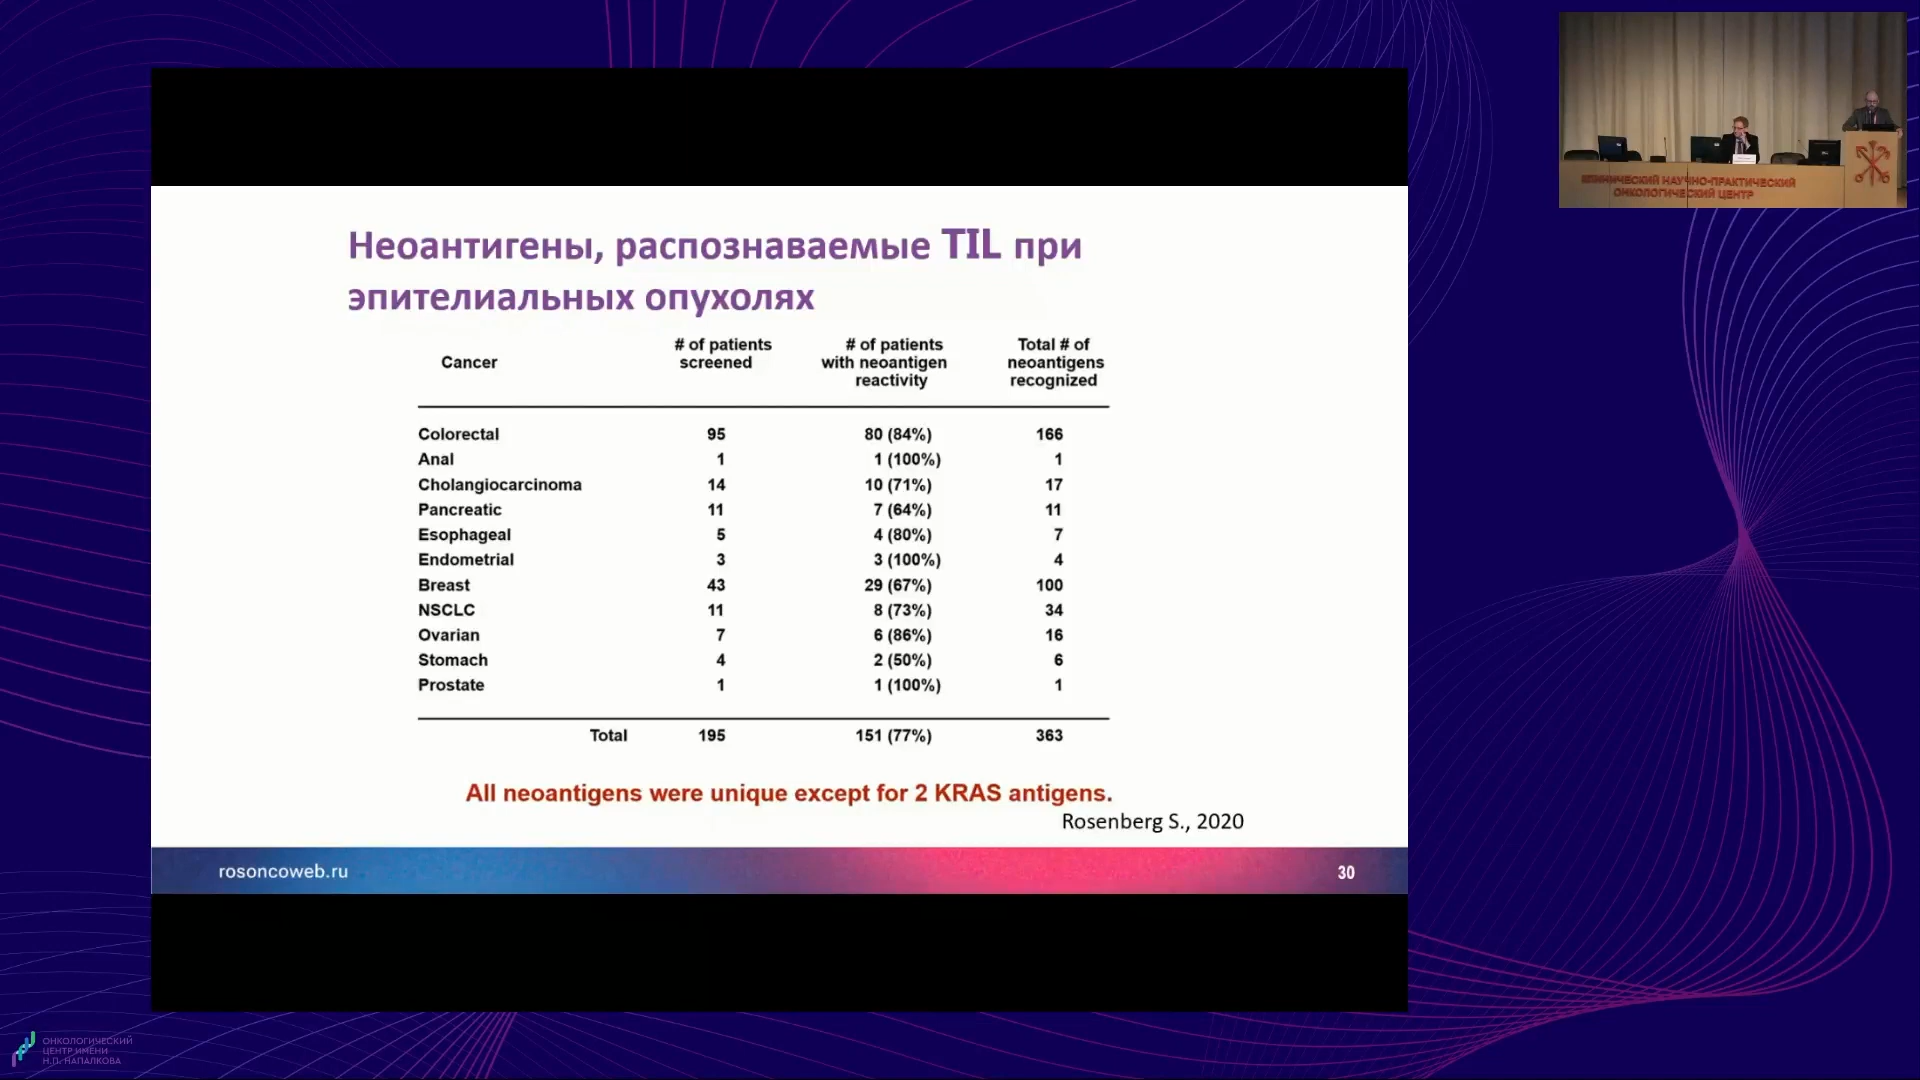 КЛИНИЧЕСКИЙ НАУЧНО-ПРАКТИЧЕСКИЙ
ОНКОЛОГИЧЕСКИЙ ЦЕНТР
Неоантигены, распознаваемые TIL при
эпителиальных опухолях
Cancer # of patients screened # of patients with neoantigen reactivity Total # of neoantigens recognized
Colorectal 95 80 (84%) 166
Anal 1 1 (100%) 1
Cholangiocarcinoma 14 10 (71%) 17
Pancreatic 11 7 (64%) 11
Esophageal 5 4 (80%) 7
Endometrial 3 3 (100%) 4
Breast 43 29 (67%) 100
NSCLC 11 8 (73%) 34
Ovarian 7 6 (86%) 16
Stomach 4 2 (50%) 6
Prostate 1 1 (100%) 1
Total 195 151 (77%) 363
All neoantigens were unique except for 2 KRAS antigens.
Rosenberg S., 2020
rosoncoweb.ru 30
ОНКОЛОГИЧЕСКИЙ
ЦЕНТР ИМЕНИ
Н.П. НАПАЛКОВА